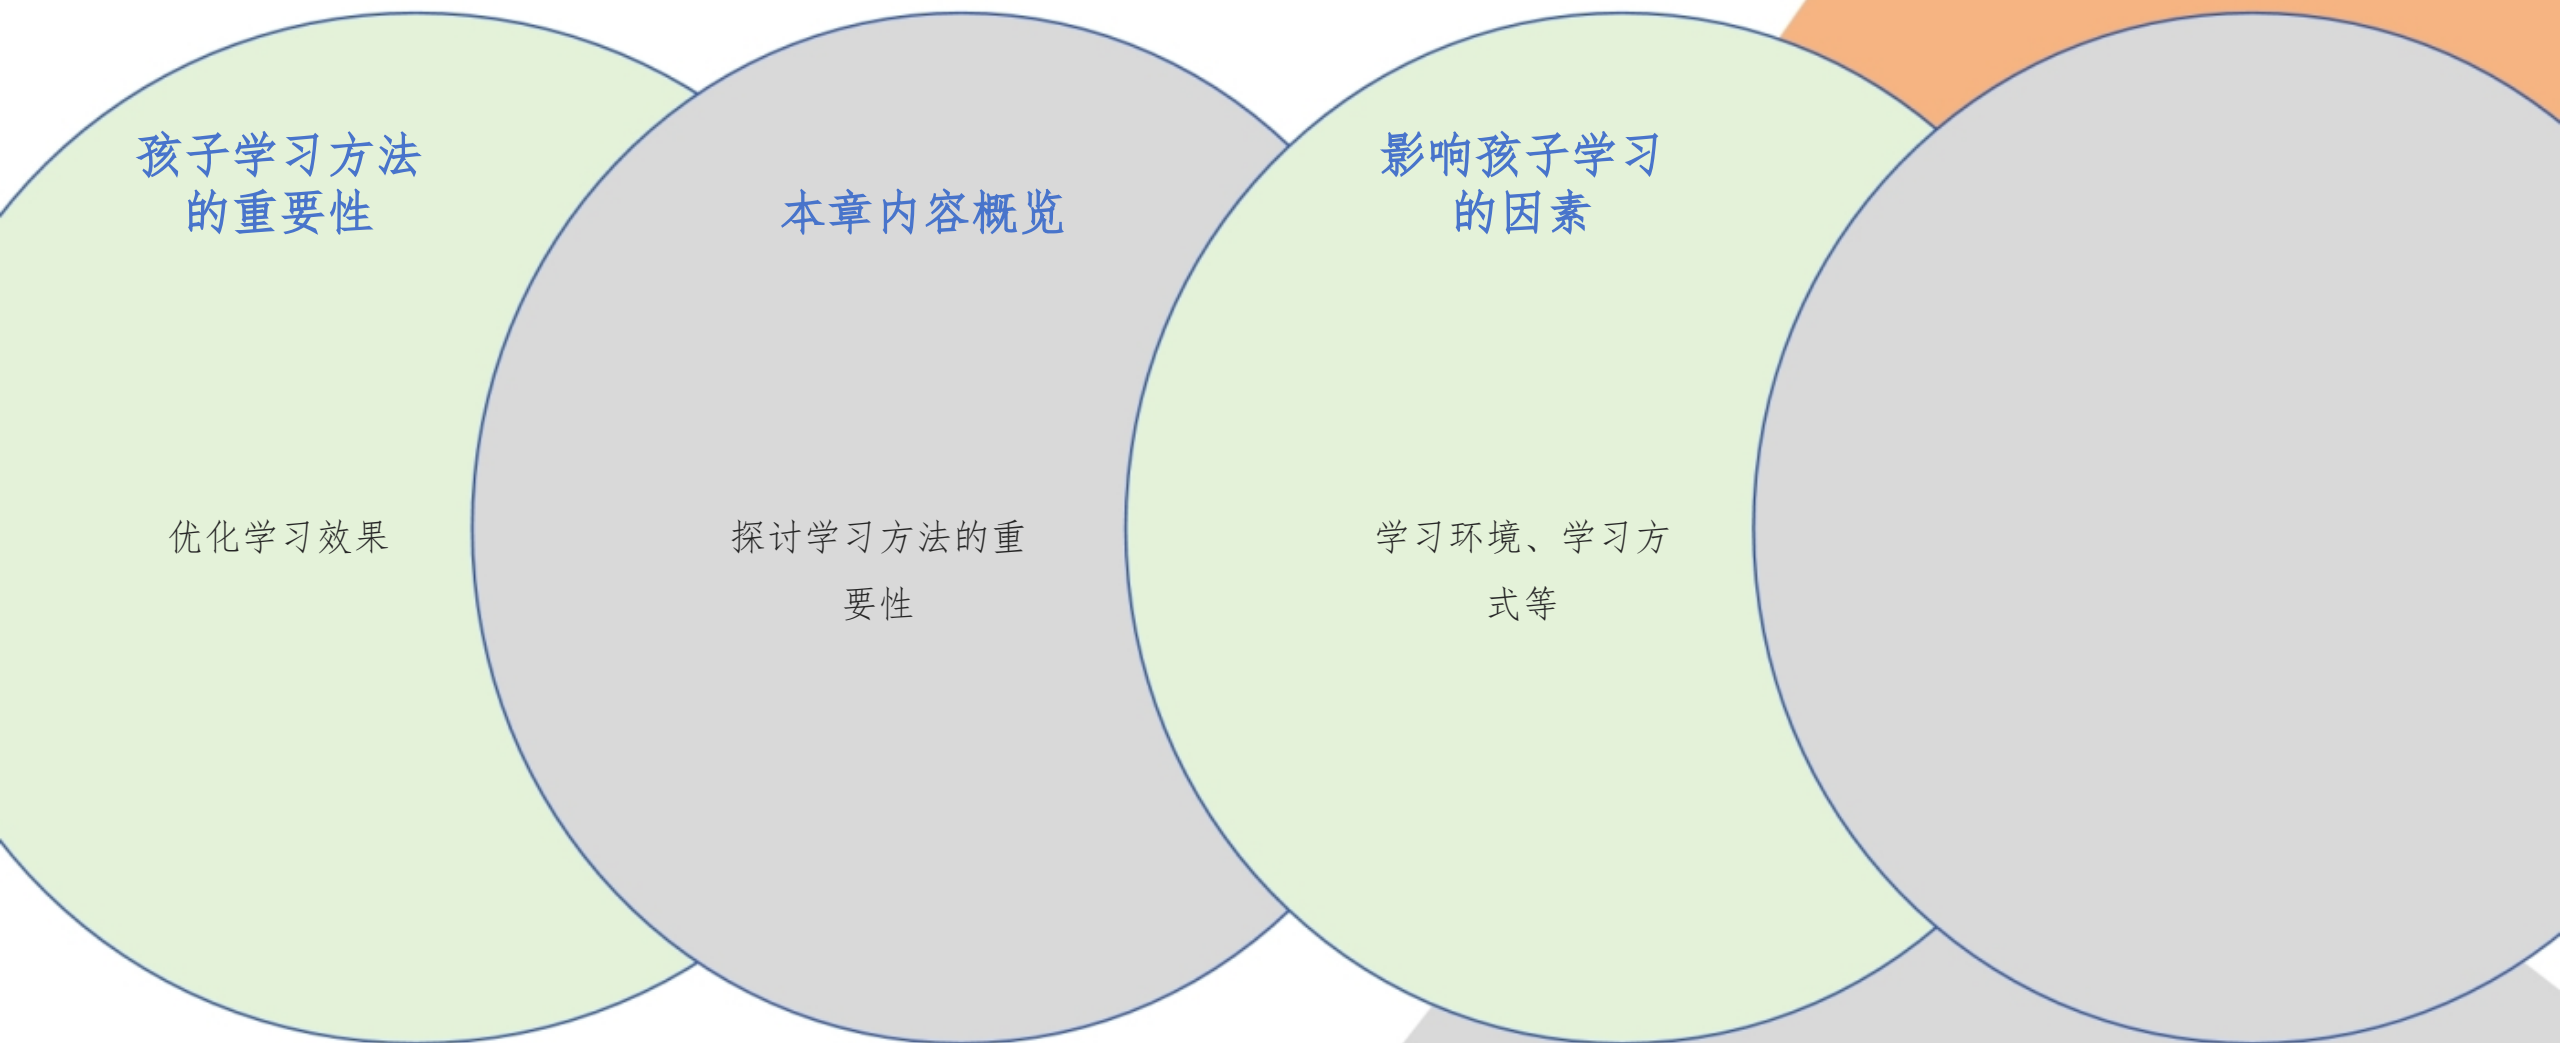 孩子学习方法
的重要性
优化学习效果
本章内容概览
探讨学习方法的重
要性
影响孩子学习
的因素
学习环境、学习方
式等